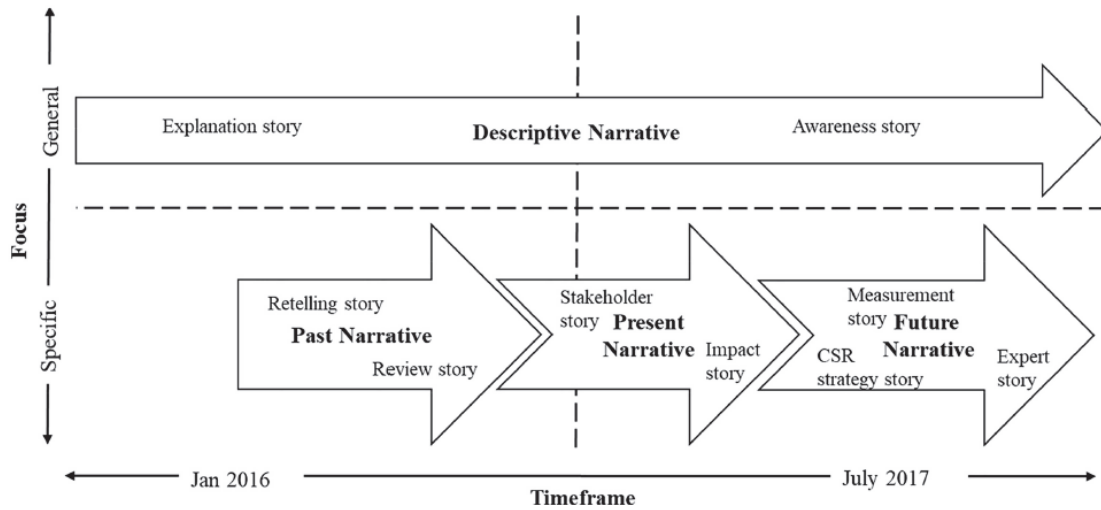 General
Explanation story
Descriptive Narrative
Awareness story
Focus
Specific
Retelling story
Past Narrative
Review story
Stakeholder
story
Present
Narrative
Impact
story
Measurement
story
Future
Narrative
CSR
strategy story
Expert
story
Jan 2016
July 2017
Timeframe